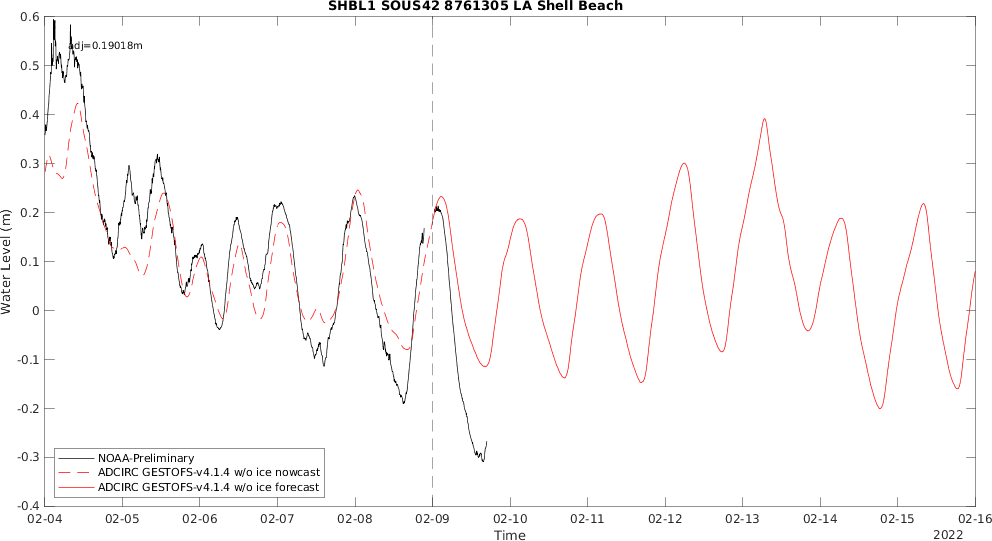 SHBL1 SOUS42 8761305 LA Shell Beach
adj=0.19018m
Water Level (m)
0.6
0.5
0.4
0.3
0.2
0.1
0
-0.1
-0.2
-0.3
-0.4
NOAA-Preliminary
ADCIRC GESTOFS-v4.1.4 w/o ice nowcast
ADCIRC GESTOFS-v4.1.4 w/o ice forecast
02-04 02-05 02-06 02-07 02-08 02-09 02-10 02-11 02-12 02-13 02-14 02-15 02-16
Time
2022